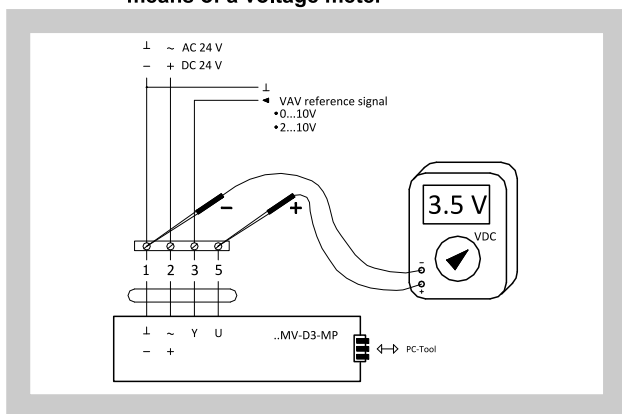 means of a voltage meter
⊥ ~ AC 24 V
− + DC 24 V
⊥
VAV reference signal
•0...10V
•2...10V
− +
3.5 V
VDC
−
+
1 2 3 5
⊥ ~ Y U ..MV-D3-MP
− +
PC-Tool